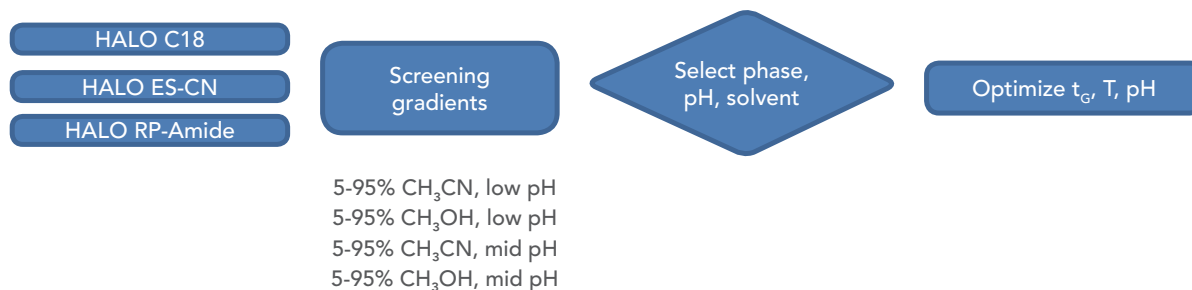 HALO C18
HALO ES-CN
HALO RP-Amide
Screening
gradients
Select phase,
pH, solvent
Optimize t_G, T, pH
5-95% CH₃CN, low pH
5-95% CH₃OH, low pH
5-95% CH₃CN, mid pH
5-95% CH₃OH, mid pH